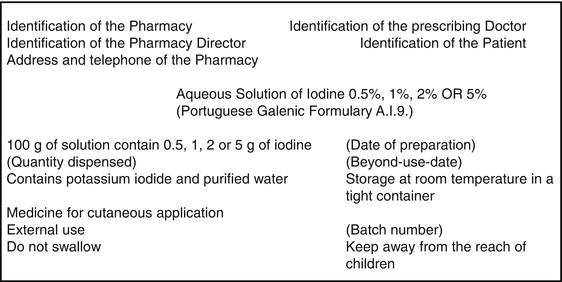 Identification of the Pharmacy
Identification of the prescribing Doctor
Identification of the Pharmacy Director
Identification of the Patient
Address and telephone of the Pharmacy
Aqueous Solution of Iodine 0.5%, 1%, 2% OR 5%
(Portuguese Galenic Formulary A.I.9.)
100 g of solution contain 0.5, 1, 2 or 5 g of iodine
(Date of preparation)
(Quantity dispensed)
(Beyond-use-date)
Contains potassium iodide and purified water
Storage at room temperature in a
tight container
Medicine for cutaneous application
External use
(Batch number)
Do not swallow
Keep away from the reach of
children